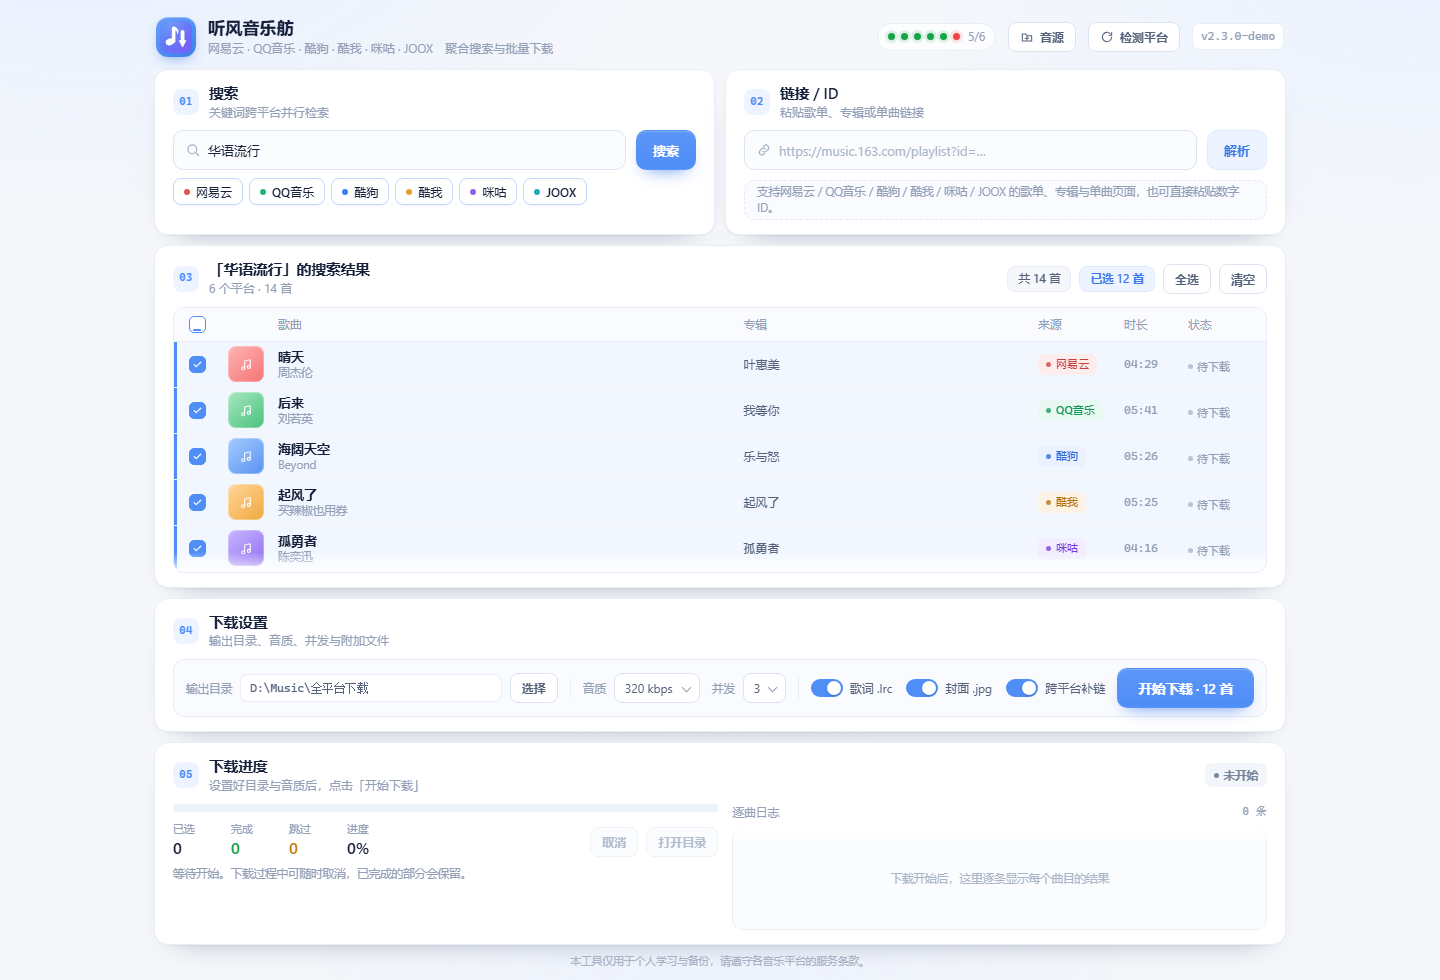 听风音乐舫
网易云 · QQ音乐 · 酷狗 · 酷我 · 咪咕 · JOOX 聚合搜索与批量下载
5/6
音源
检测平台
v2.3.0-demo
01
搜索
关键词跨平台并行检索
华语流行
搜索
网易云
QQ音乐
酷狗
酷我
咪咕
JOOX
02
链接 / ID
粘贴歌单、专辑或单曲链接
https://music.163.com/playlist?id=...
解析
支持网易云 / QQ音乐 / 酷狗 / 酷我 / 咪咕 / JOOX 的歌单、专辑与单曲页面，也可直接粘贴数字
ID。
03
「华语流行」的搜索结果
6 个平台 · 14 首
共 14 首
已选 12 首
全选
清空
歌曲 专辑 来源 时长 状态
晴天
周杰伦
叶惠美 网易云 04:29 待下载
后来
刘若英
我等你 QQ音乐 05:41 待下载
海阔天空
Beyond
乐与怒 酷狗 05:26 待下载
起风了
买辣椒也用券
起风了 酷我 05:25 待下载
孤勇者
陈奕迅
孤勇者 咪咕 04:16 待下载
04
下载设置
输出目录、音质、并发与附加文件
输出目录 D:\Music\全平台下载 选择 音质 320 kbps 并发 3 歌词 .lrc 封面 .jpg 跨平台补链 开始下载 · 12 首
05
下载进度
设置好目录与音质后，点击「开始下载」
未开始
已选 完成 跳过 进度
0 0 0 0%
取消 打开目录
等待开始。下载过程中可随时取消，已完成的部分会保留。
逐曲日志 0 条
下载开始后，这里逐条显示每个曲目的结果
本工具仅用于个人学习与备份，请遵守各音乐平台的服务条款。